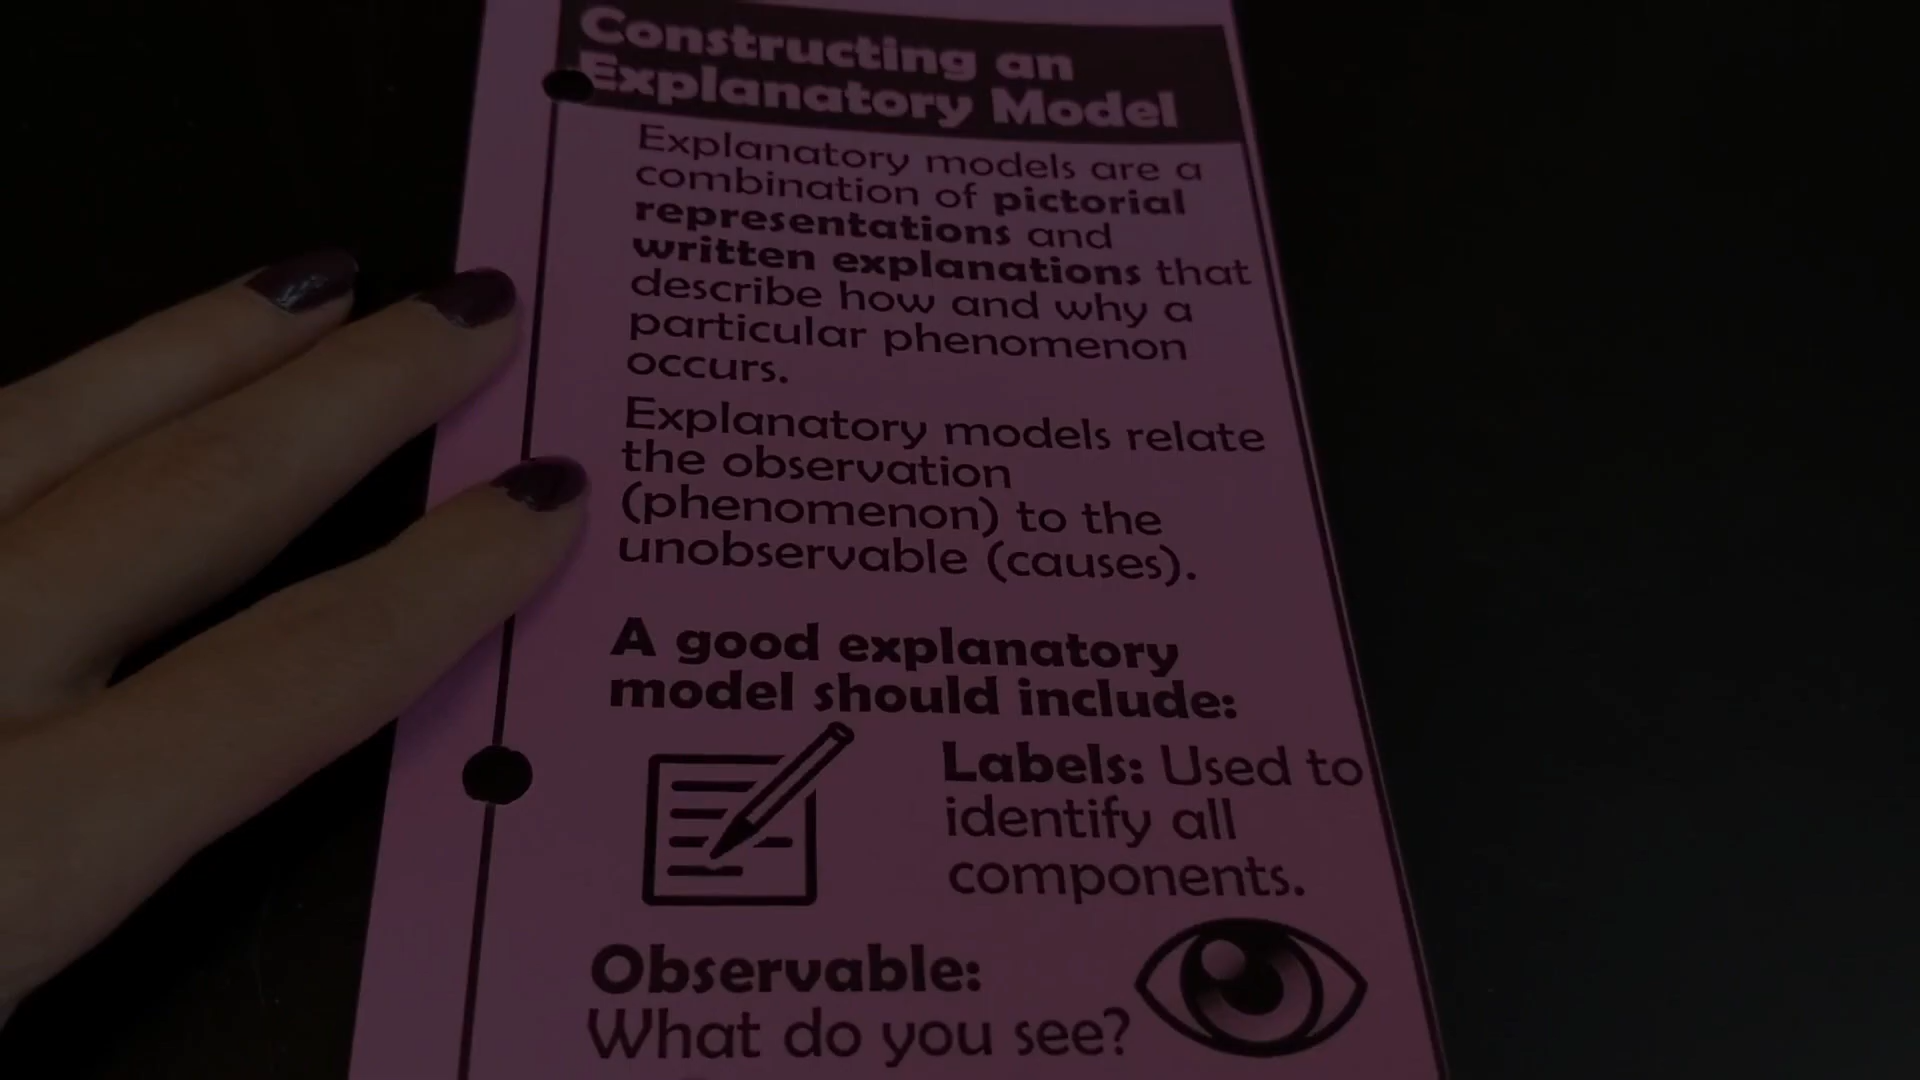 Constructing an
Explanatory Model
Explanatory models are a
combination of pictorial
representations and
written explanations that
describe how and why a
particular phenomenon
occurs.
Explanatory models relate
the observation
(phenomenon) to the
unobservable (causes).
A good explanatory
model should include:
Labels: Used to
identify all
components.
Observable:
What do you see?